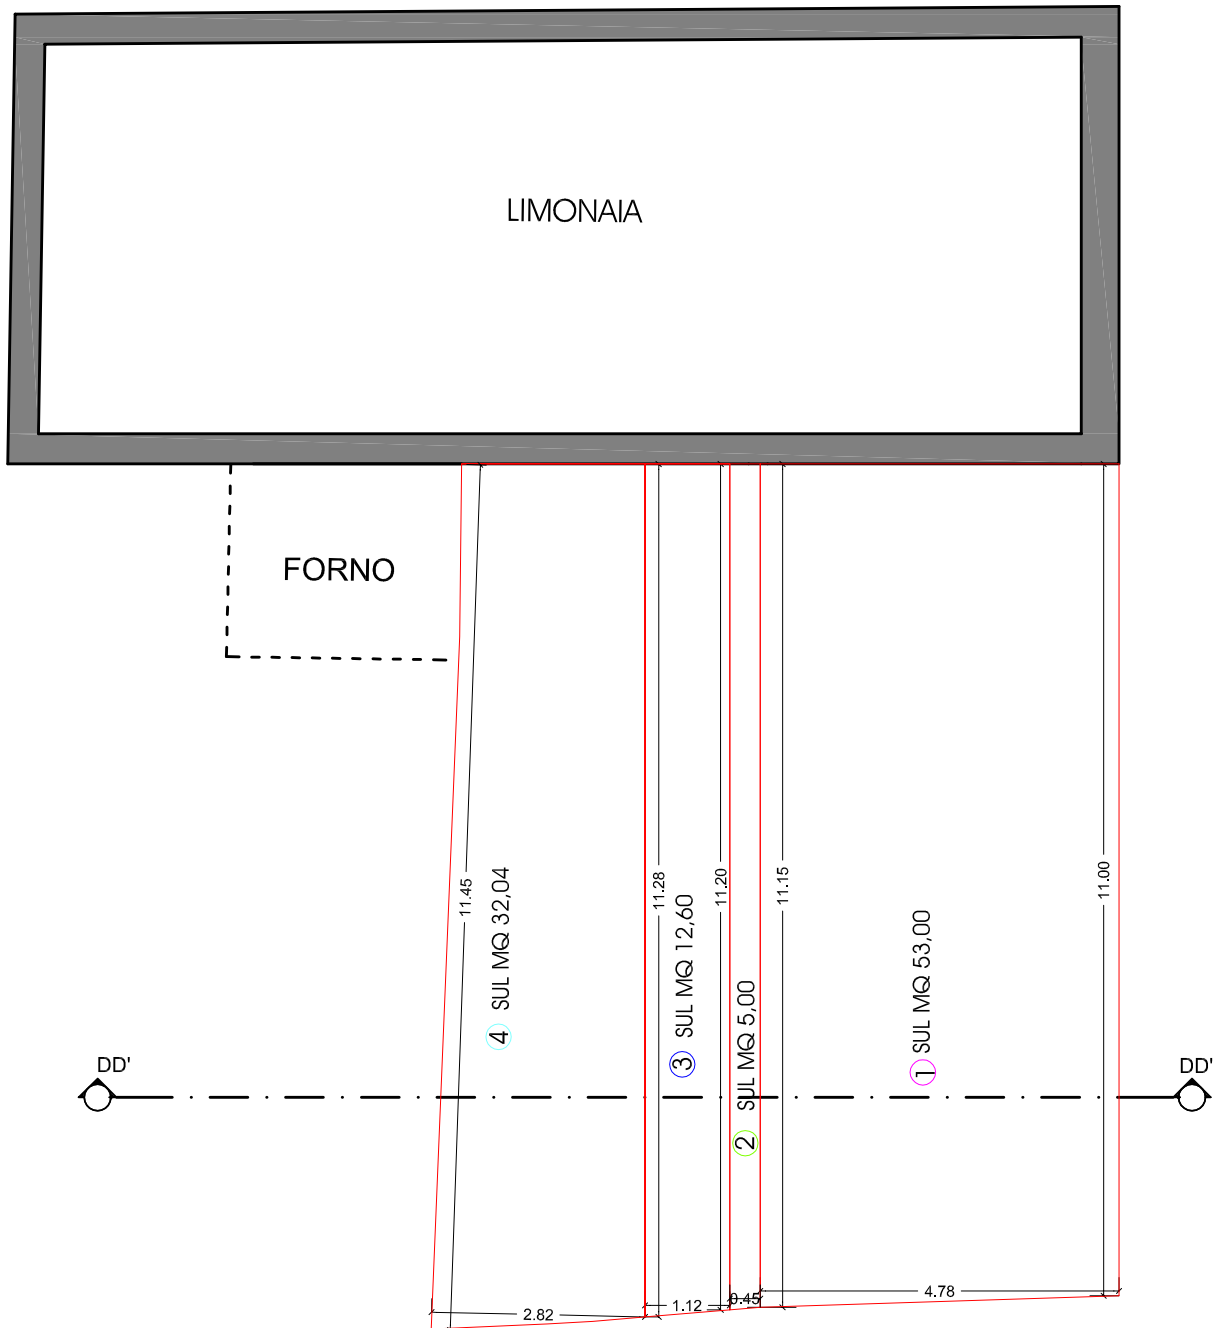 LIMONAIA
FORNO
11.45
4 SUL MQ 32,04
11.28
3 SUL MQ 12,60
11.20
2 SUL MQ 5,00
11.15
1 SUL MQ 53,00
11.00
DD'
DD'
2.82
1.12
0.45
4.78